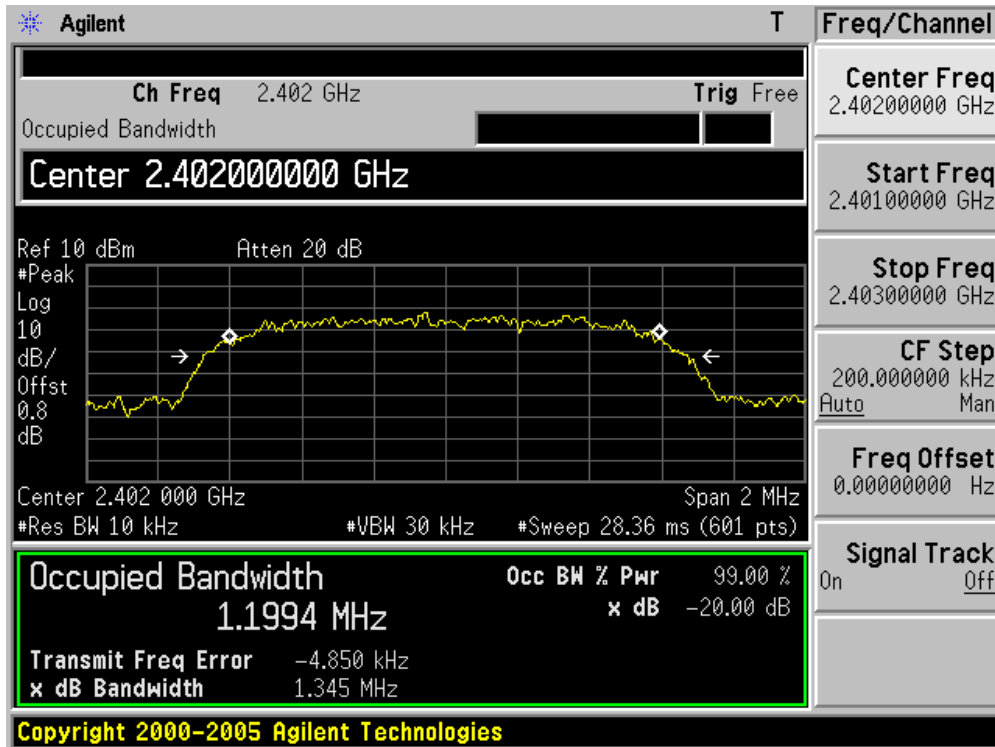 Agilent T
Ch Freq 2.402 GHz Trig Free
Occupied Bandwidth
Center 2.402000000 GHz
Ref 10 dBm Atten 20 dB
#Peak
Log
10
dB/
Offst
0.8
dB
Center 2.402 000 GHz Span 2 MHz
#Res BW 10 kHz #VBW 30 kHz #Sweep 28.36 ms (601 pts)
Occupied Bandwidth
1.1994 MHz
Occ BW % Pwr 99.00 %
x dB -20.00 dB
Transmit Freq Error -4.850 kHz
x dB Bandwidth 1.345 MHz
Copyright 2000-2005 Agilent Technologies
Freq/Channel
Center Freq
2.40200000 GHz
Start Freq
2.40100000 GHz
Stop Freq
2.40300000 GHz
CF Step
200.000000 kHz
Auto Man
Freq Offset
0.00000000 Hz
Signal Track
On Off